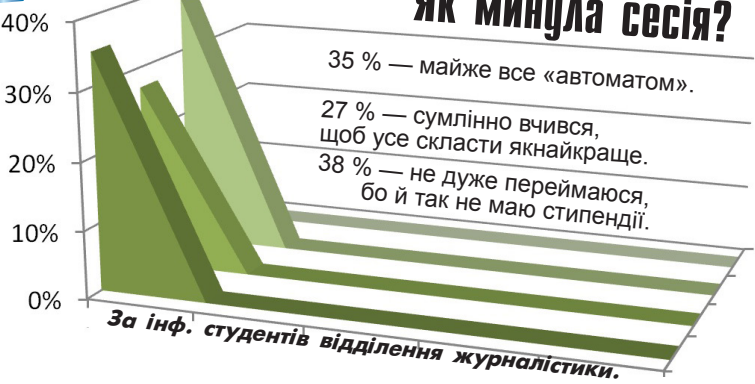 Як минула сесія?
40%
30%
20%
10%
0%
35 % — майже все «автоматом».
27 % — сумлінно вчився,
щоб усе скласти якнайкраще.
38 % — не дуже переймаюся,
бо й так не маю стипендії.
За інф. студентів відділення журналістики.